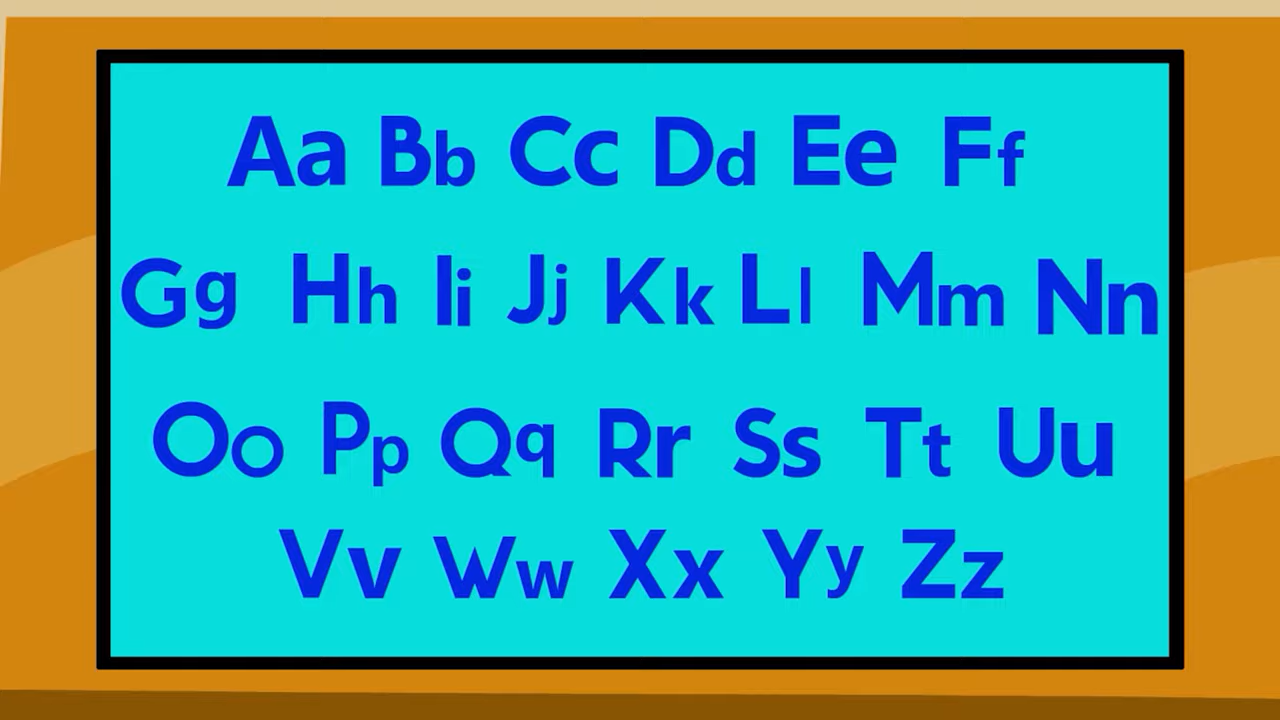 Aa Bb Cc Dd Ee Ff
Gg Hh Ii Jj Kk Ll Mm Nn
Oo Pp Qq Rr Ss Tt Uu
Vv Ww Xx Yy Zz